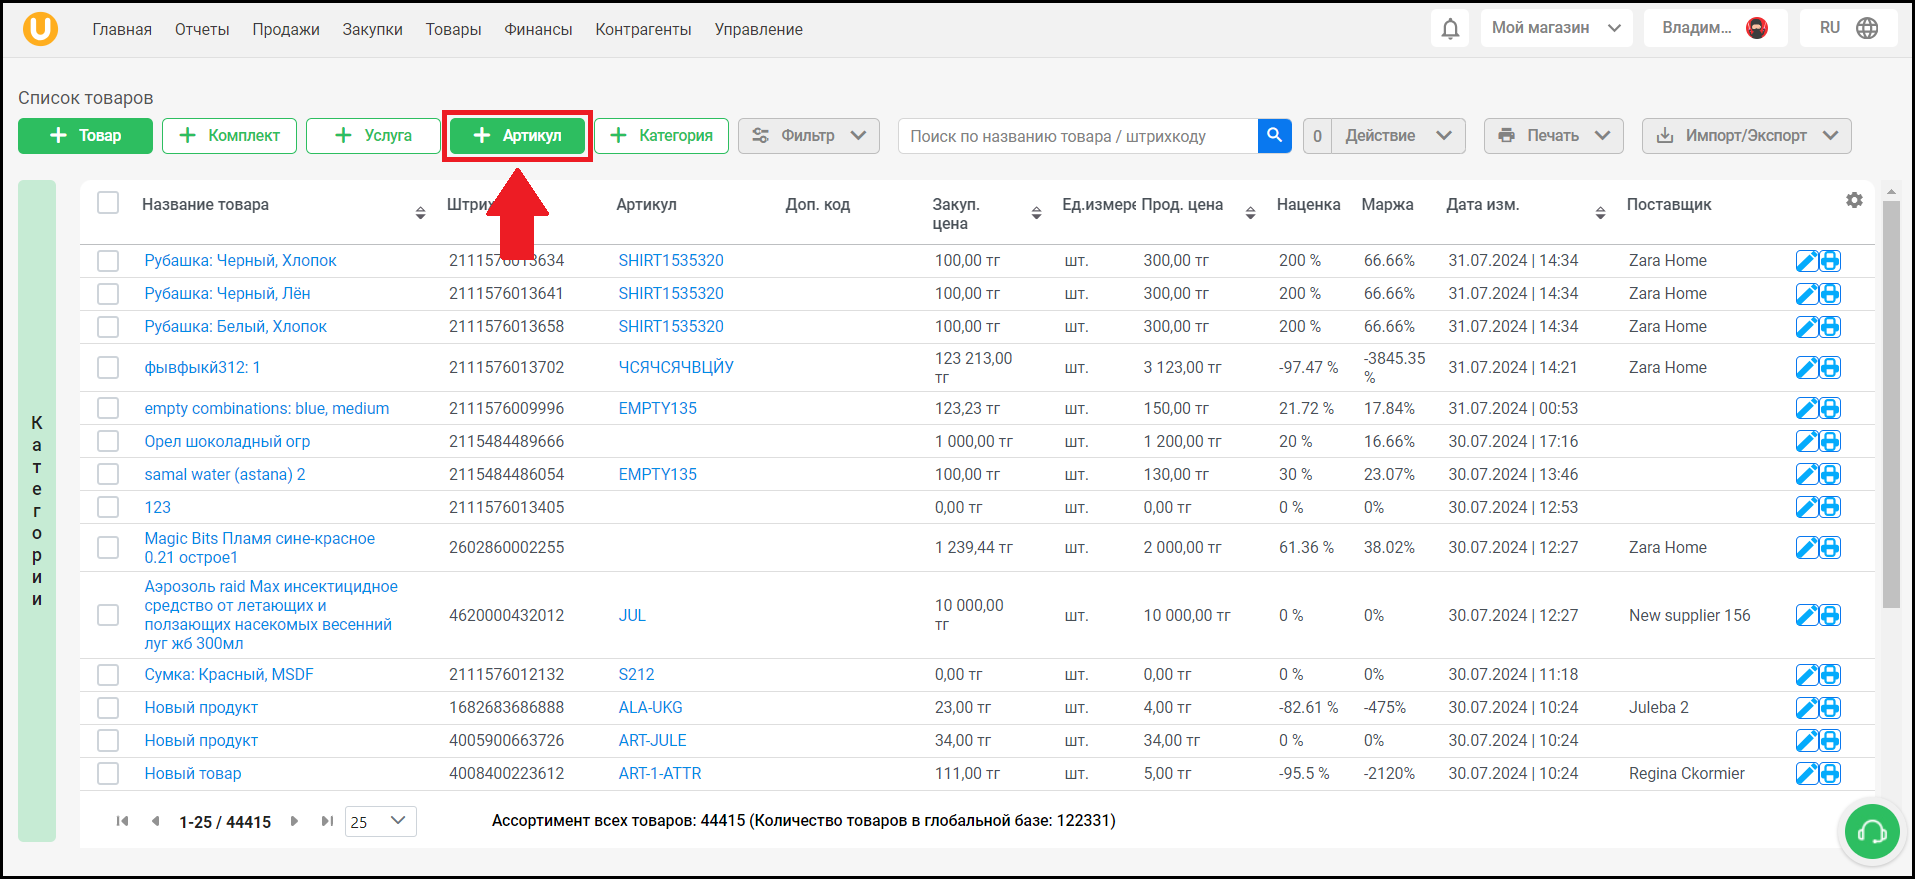 U
Главная Отчеты Продажи Закупки Товары Финансы Контрагенты Управление Мой магазин Владим... RU
Список товаров
+ Товар + Комплект + Услуга + Артикул + Категория Фильтр Поиск по названию товара / штрихкоду 0 Действие Печать Импорт/Экспорт
Категории
Название товара Артикул Доп. код Закуп. цена Прод. цена Наценка Маржа Дата изм. Поставщик
Рубашка: Черный, Хлопок 2111576013634 SHIRT1535320 100,00 тг шт. 300,00 тг 200 % 66.66% 31.07.2024 | 14:34 Zara Home
Рубашка: Черный, Лён 2111576013641 SHIRT1535320 100,00 тг шт. 300,00 тг 200 % 66.66% 31.07.2024 | 14:34 Zara Home
Рубашка: Белый, Хлопок 2111576013658 SHIRT1535320 100,00 тг шт. 300,00 тг 200 % 66.66% 31.07.2024 | 14:34 Zara Home
фывфыкй312: 1 2111576013702 ЧСЯЧСЯЧВЦЙУ 123 213,00 тг шт. 3 123,00 тг -97.47 % -3845.35 % 31.07.2024 | 14:21 Zara Home
empty combinations: blue, medium 2111576009996 EMPTY135 123,23 тг шт. 150,00 тг 21.72 % 17.84% 31.07.2024 | 00:53
Орел шоколадный огр 2115484489666 1 000,00 тг шт. 1 200,00 тг 20 % 16.66% 30.07.2024 | 17:16
samal water (astana) 2 2115484486054 EMPTY135 100,00 тг шт. 130,00 тг 30 % 23.07% 30.07.2024 | 13:46
123 2111576013405 0,00 тг шт. 0,00 тг 0 % 0% 30.07.2024 | 12:53
Magic Bits Пламя сине-красное
0.21 острое1 2602860002255 1 239,44 тг шт. 2 000,00 тг 61.36 % 38.02% 30.07.2024 | 12:27 Zara Home
Аэрозоль raid Max инсектицидное
средство от летающих и
ползающих насекомых весенний
луг жб 300мл 4620000432012 JUL 10 000,00 тг шт. 10 000,00 тг 0 % 0% 30.07.2024 | 12:27 New supplier 156
Сумка: Красный, MSDF 2111576012132 S212 0,00 тг шт. 0,00 тг 0 % 0% 30.07.2024 | 11:18
Новый продукт 1682683686888 ALA-UKG 23,00 тг шт. 4,00 тг -82.61 % -475% 30.07.2024 | 10:24 Juleba 2
Новый продукт 4005900663726 ART-JULE 34,00 тг шт. 34,00 тг 0 % 0% 30.07.2024 | 10:24
Новый товар 4008400223612 ART-1-ATTR 111,00 тг шт. 5,00 тг -95.5 % -2120% 30.07.2024 | 10:24 Regina Ckormier
1-25 / 44415 25 Ассортимент всех товаров: 44415 (Количество товаров в глобальной базе: 122331)